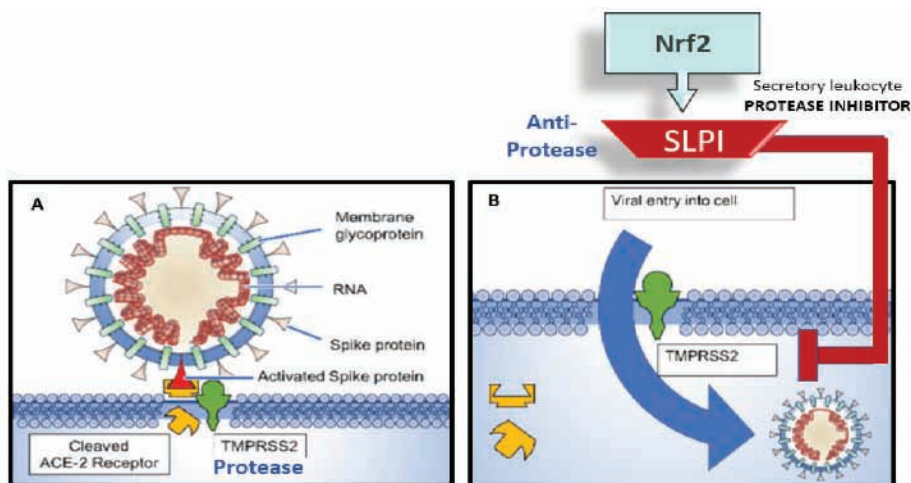 Nrf2
Secretory leukocyte
PROTEASE INHIBITOR
Anti-
Protease
SLPI
A
Membrane
glycoprotein
RNA
Spike protein
Activated Spike protein
Cleaved
ACE-2 Receptor
TMPRSS2
Protease
B
Viral entry into cell
TMPRSS2